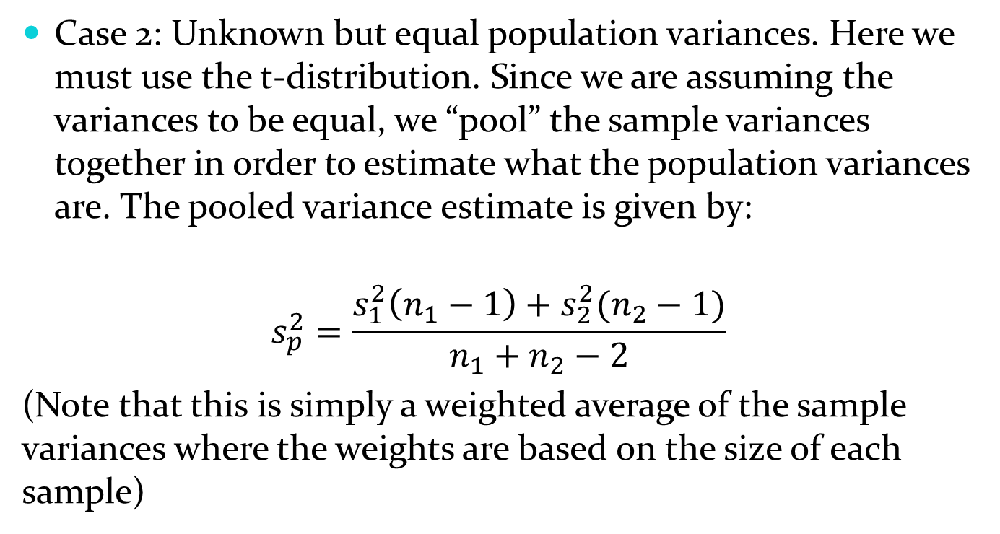 • Case 2: Unknown but equal population variances. Here we
must use the t-distribution. Since we are assuming the
variances to be equal, we “pool” the sample variances
together in order to estimate what the population variances
are. The pooled variance estimate is given by:
$s_p^2 = \frac{s_1^2(n_1 - 1) + s_2^2(n_2 - 1)}{n_1 + n_2 - 2}$
(Note that this is simply a weighted average of the sample
variances where the weights are based on the size of each
sample)